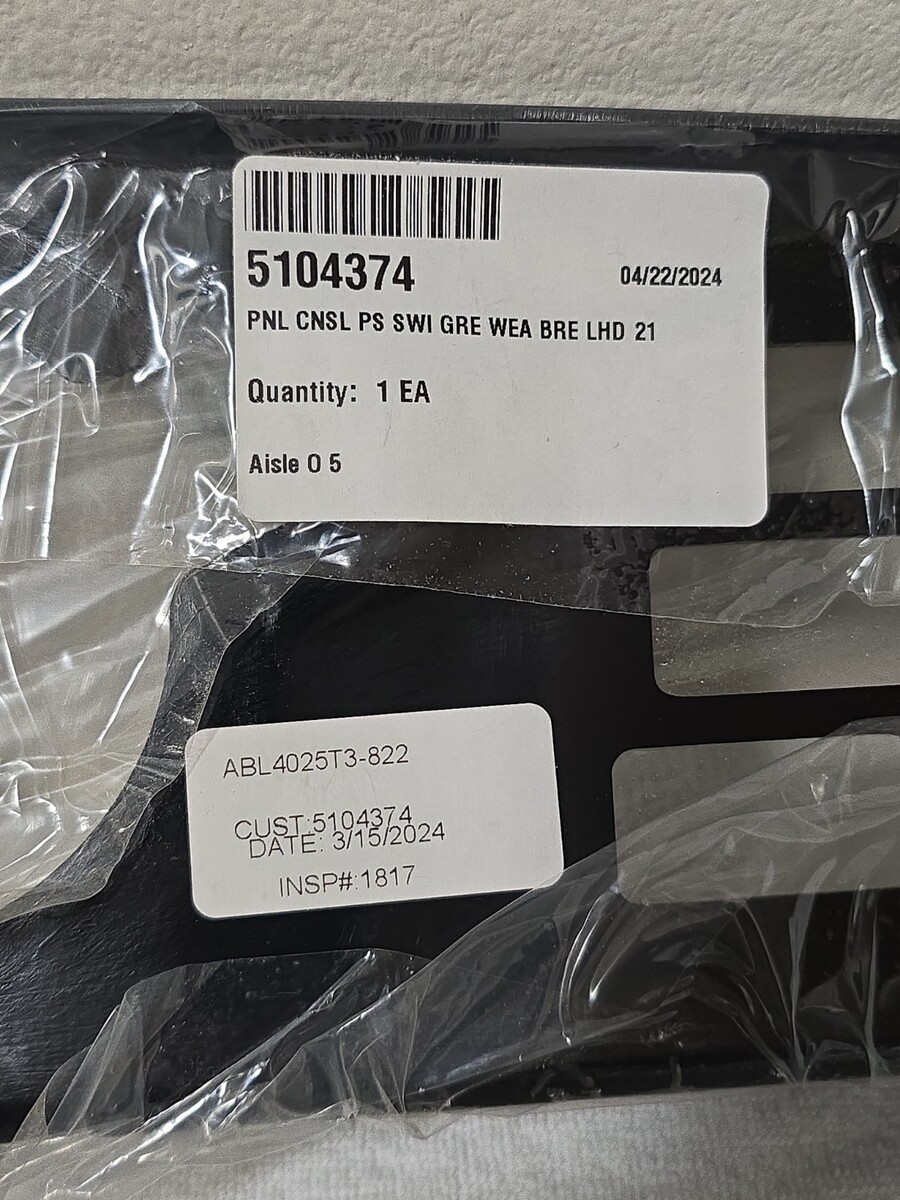 5104374
04/22/2024
PNL CNSL PS SWI GRE WEA BRE LHD 21
Quantity: 1 EA
Aisle O 5
ABL4025T3-822
CUST:5104374
DATE: 3/15/2024
INSP#:1817